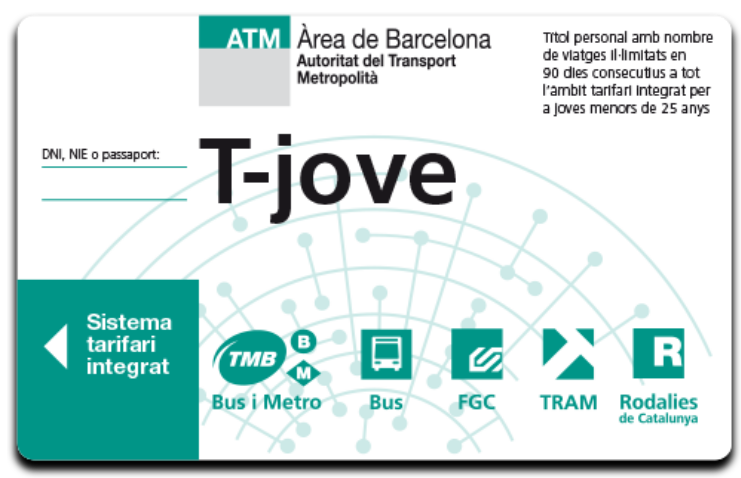 ATM
Àrea de Barcelona
Autoritat del Transport
Metropolità
Títol personal amb nombre
de viatges il·limitats en
90 dies consecutius a tot
l'àmbit tarifari integrat per
a joves menors de 25 anys
DNI, NIE o passaport:
T-jove
Sistema
tarifari
integrat
TMB
B
M
Bus i Metro
Bus
FGC
TRAM
R
Rodalies
de Catalunya